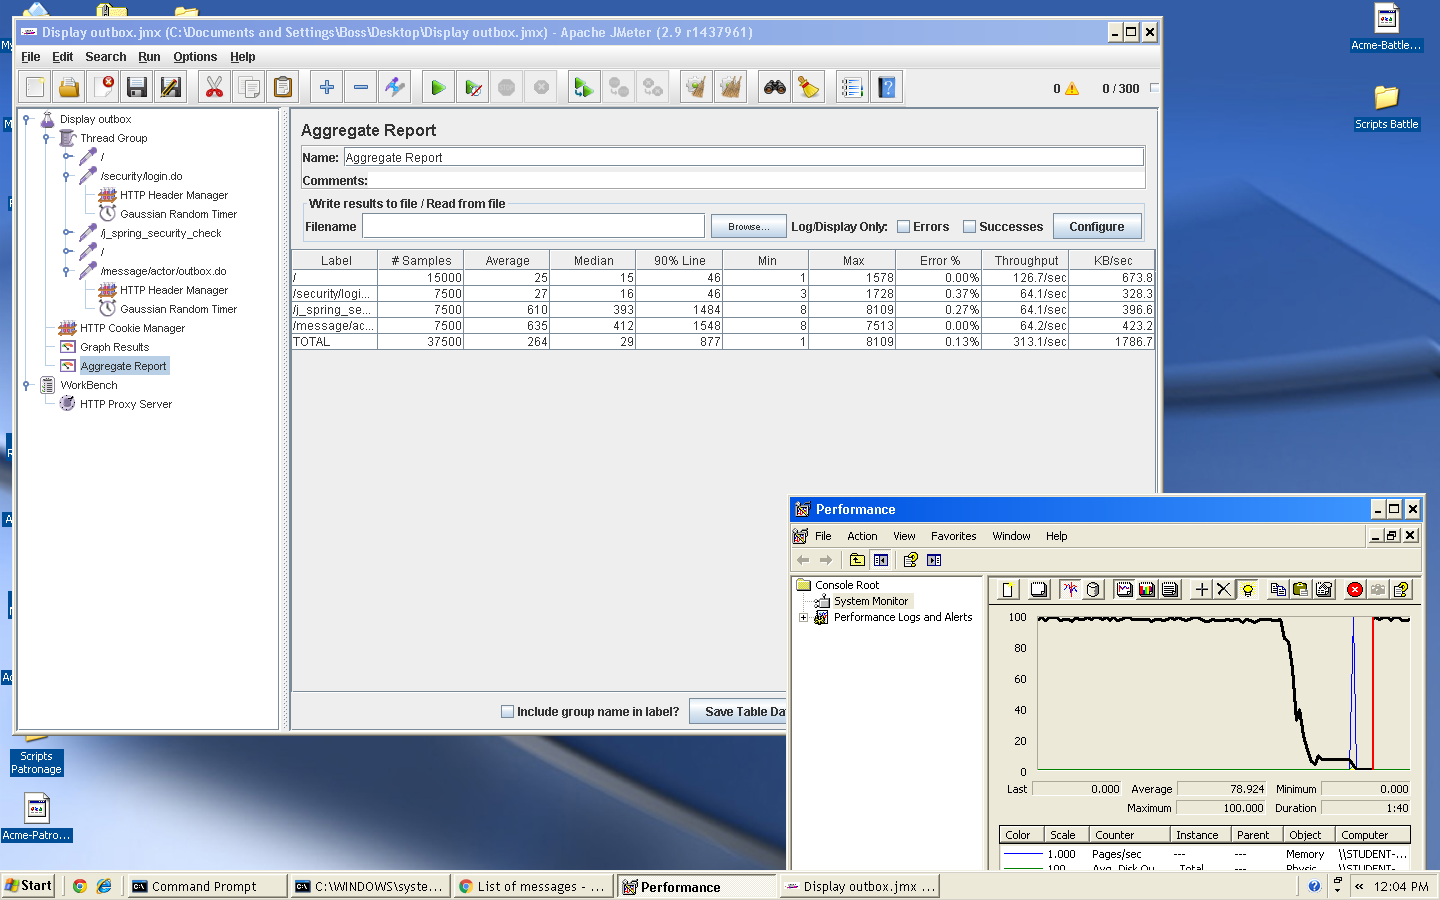 Display outbox.jmx (C:\Documents and Settings\Boss\Desktop\Display outbox.jmx) - Apache JMeter (2.9 r1437961)
File Edit Search Run Options Help
0 0 / 300
Display outbox
Thread Group
/
/security/login.do
HTTP Header Manager
Gaussian Random Timer
/j_spring_security_check
/
/message/actor/outbox.do
HTTP Header Manager
Gaussian Random Timer
HTTP Cookie Manager
Graph Results
Aggregate Report
WorkBench
HTTP Proxy Server
Aggregate Report
Name: Aggregate Report
Comments:
Write results to file / Read from file
Filename Browse... Log/Display Only: Errors Successes Configure
Label # Samples Average Median 90% Line Min Max Error % Throughput KB/sec
/ 15000 25 15 46 1 1578 0.00% 126.7/sec 673.8
/security/logi... 7500 27 16 46 3 1728 0.37% 64.1/sec 328.3
/j_spring_se... 7500 610 393 1484 8 8109 0.27% 64.1/sec 396.6
/message/ac... 7500 635 412 1548 8 7513 0.00% 64.2/sec 423.2
TOTAL 37500 264 29 877 1 8109 0.13% 313.1/sec 1786.7
Include group name in label? Save Table Da
Acme-Battle...
Scripts Battle
Scripts
Patronage
Acme-Patro...
Performance
File Action View Favorites Window Help
Console Root
System Monitor
Performance Logs and Alerts
100
80
60
40
20
0
Last 0.000 Average 78.924 Minimum 0.000
Maximum 100.000 Duration 1:40
Color Scale Counter Instance Parent Object Computer
1.000 Pages/sec --- --- Memory \\STUDENT-...
100 Avg. Disk Qu _Total --- Physic \\STUDENT-
Start Command Prompt C:\WINDOWS\syste... List of messages - ... Performance Display outbox.jmx ... « 12:04 PM